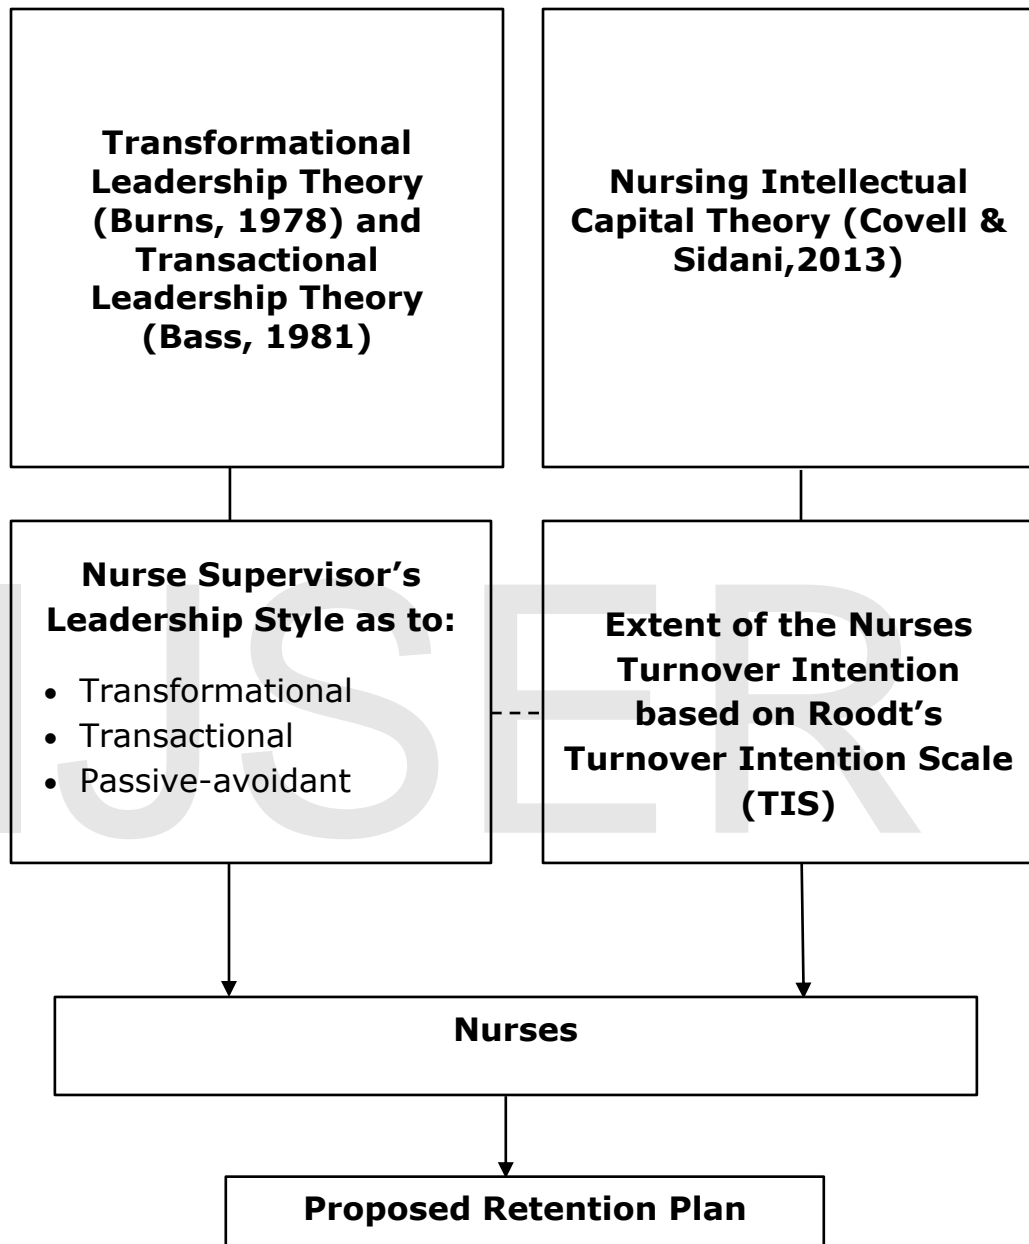 Transformational
Leadership Theory
(Burns, 1978) and
Transactional
Leadership Theory
(Bass, 1981)
Nursing Intellectual
Capital Theory (Covell &
Sidani,2013)
Nurse Supervisor’s
Leadership Style as to:
• Transformational
• Transactional
• Passive-avoidant
Extent of the Nurses
Turnover Intention
based on Roodt’s
Turnover Intention Scale
(TIS)
IJSER
Nurses
Proposed Retention Plan